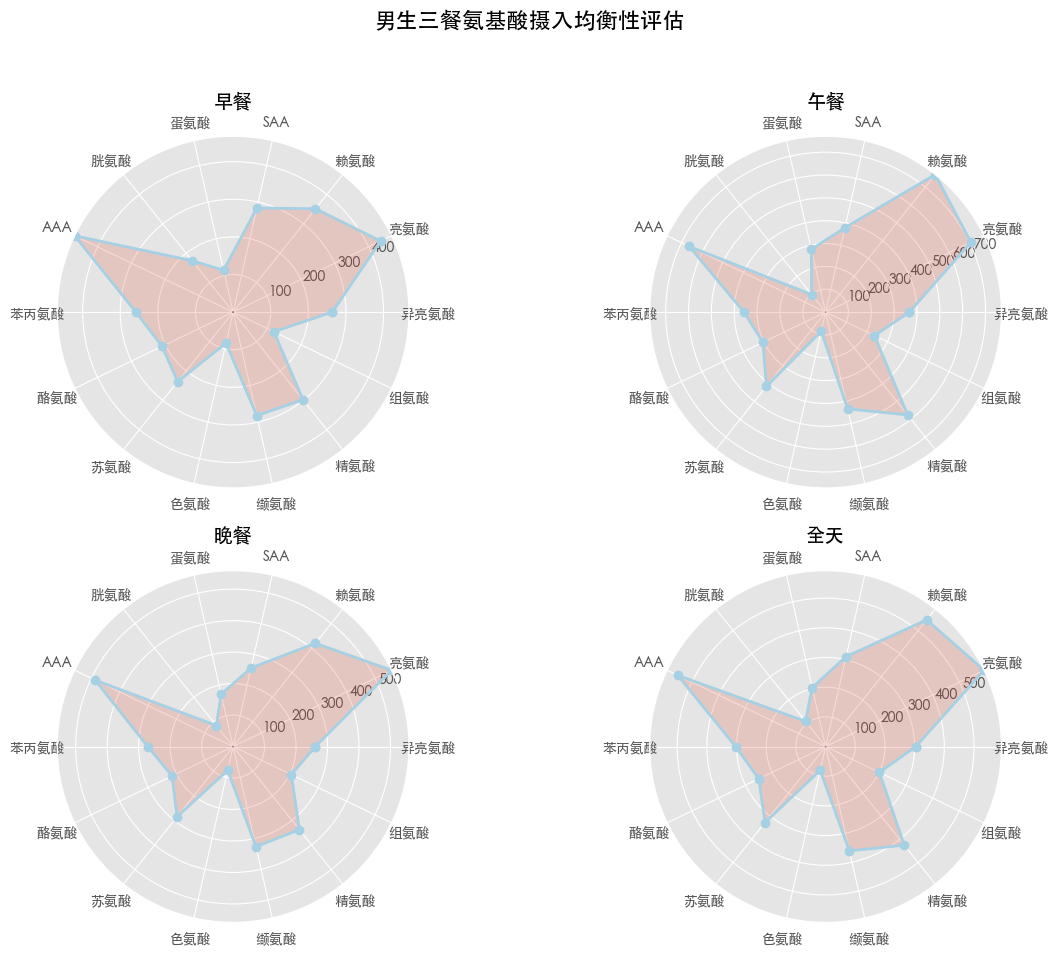 男生三餐氨基酸摄入均衡性评估
早餐
蛋氨酸 SAA
胱氨酸 赖氨酸
AAA 亮氨酸
400
300
200
100
苯丙氨酸 异亮氨酸
酪氨酸 组氨酸
苏氨酸 精氨酸
色氨酸 缬氨酸
午餐
蛋氨酸 SAA
胱氨酸 赖氨酸
AAA 亮氨酸
700
600
500
400
300
200
100
苯丙氨酸 异亮氨酸
酪氨酸 组氨酸
苏氨酸 精氨酸
色氨酸 缬氨酸
晚餐
蛋氨酸 SAA
胱氨酸 赖氨酸
AAA 亮氨酸
500
400
300
200
100
苯丙氨酸 异亮氨酸
酪氨酸 组氨酸
苏氨酸 精氨酸
色氨酸 缬氨酸
全天
蛋氨酸 SAA
胱氨酸 赖氨酸
AAA 亮氨酸
500
400
300
200
100
苯丙氨酸 异亮氨酸
酪氨酸 组氨酸
苏氨酸 精氨酸
色氨酸 缬氨酸